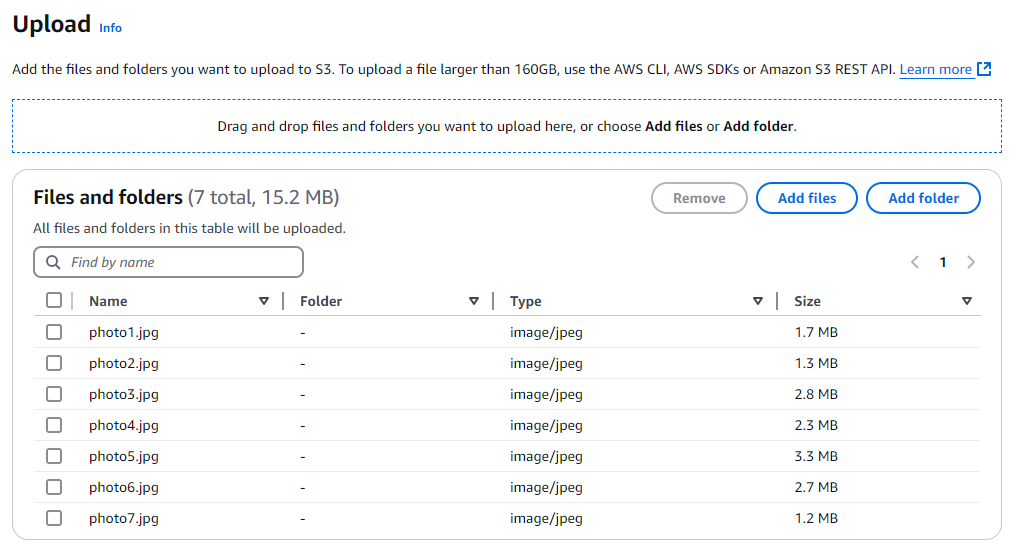 Upload Info
Add the files and folders you want to upload to S3. To upload a file larger than 160GB, use the AWS CLI, AWS SDKs or Amazon S3 REST API. Learn more
Drag and drop files and folders you want to upload here, or choose Add files or Add folder.
Files and folders (7 total, 15.2 MB) Remove Add files Add folder
All files and folders in this table will be uploaded.
Find by name 1
Name Folder Type Size
photo1.jpg - image/jpeg 1.7 MB
photo2.jpg - image/jpeg 1.3 MB
photo3.jpg - image/jpeg 2.8 MB
photo4.jpg - image/jpeg 2.3 MB
photo5.jpg - image/jpeg 3.3 MB
photo6.jpg - image/jpeg 2.7 MB
photo7.jpg - image/jpeg 1.2 MB